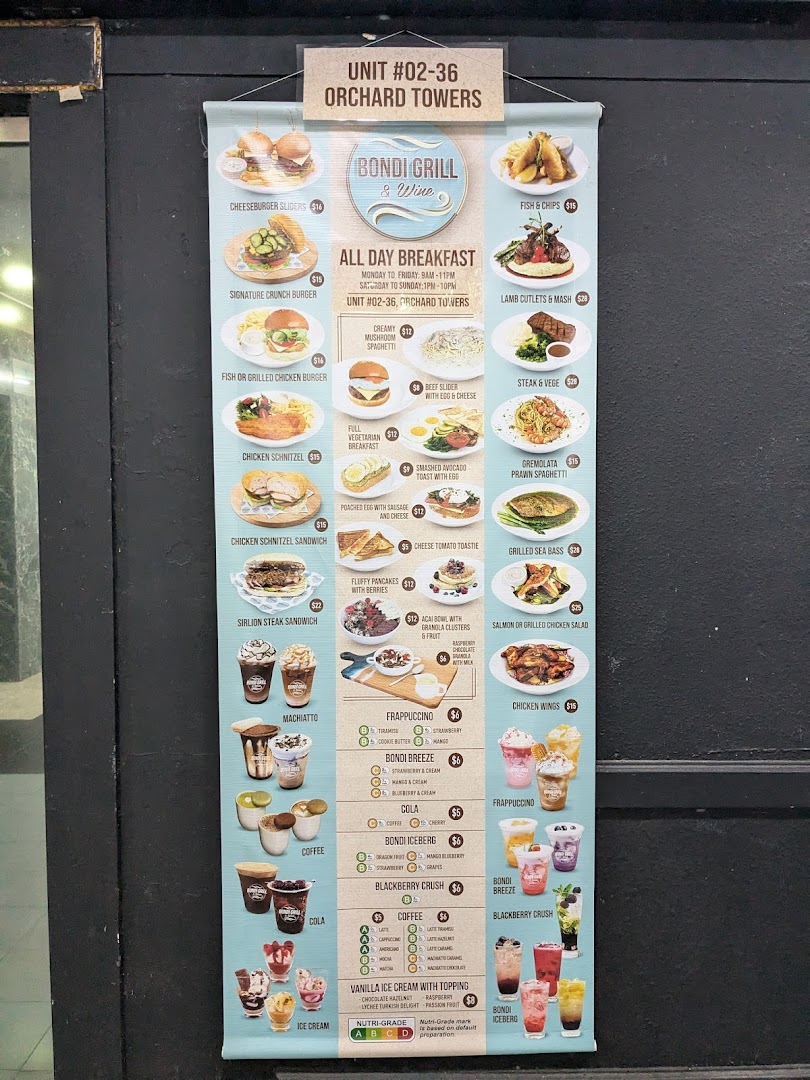 UNIT #02-36
ORCHARD TOWERS
BONDI GRILL
& Wine
ALL DAY BREAKFAST
MONDAY TO FRIDAY: 9AM -11PM
SATURDAY TO SUNDAY:1PM -10PM
UNIT #02-36, ORCHARD TOWERS
CHEESEBURGER SLIDERS $16
$15
SIGNATURE CRUNCH BURGER
$16
FISH OR GRILLED CHICKEN BURGER
CHICKEN SCHNITZEL $15
$15
CHICKEN SCHNITZEL SANDWICH
$22
SIRLION STEAK SANDWICH
MACHIATTO
COFFEE
COLA
ICE CREAM
CREAMY $12
MUSHROOM
SPAGHETTI
$8 BEEF SLIDER
WITH EGG & CHEESE
FULL
VEGETARIAN $12
BREAKFAST
$9 SMASHED AVOCADO
TOAST WITH EGG
POACHED EGG WITH SAUSAGE
AND CHEESE $12
$5 CHEESE TOMATO TOASTIE
FLUFFY PANCAKES $12
WITH BERRIES
$12 ACAI BOWL WITH
GRANOLA CLUSTERS
& FRUIT
RASPBERRY
CHOCOLATE
$6 GRANOLA
WITH MILK
FRAPPUCCINO $6
B TIRAMISU B STRAWBERRY
B COOKIE BUTTER B MANGO
BONDI BREEZE $6
C STRAWBERRY & CREAM
C MANGO & CREAM
C BLUEBERRY & CREAM
COLA $5
C COFFEE C CHERRY
BONDI ICEBERG $6
B DRAGON FRUIT C MANGO BLUEBERRY
B STRAWBERRY C GRAPES
BLACKBERRY CRUSH $6
B
$5 COFFEE $6
A LATTE B LATTE TIRAMISU
A CAPPUCCINO B LATTE HAZELNUT
A AMERICANO B LATTE CARAMEL
B MOCHA C MACHIATTO CARAMEL
B MATCHA C MACHIATTO CHOCOLATE
VANILLA ICE CREAM WITH TOPPING
- CHOCOLATE HAZELNUT - RASPBERRY
- LYCHEE TURKISH DELIGHT - PASSION FRUIT $8
NUTRI-GRADE
A B C D
Nutri-Grade mark
is based on default
preparation.
FISH & CHIPS $15
LAMB CUTLETS & MASH $28
STEAK & VEGE $28
GREMOLATA $15
PRAWN SPAGHETTI
GRILLED SEA BASS $28
$25
SALMON OR GRILLED CHICKEN SALAD
CHICKEN WINGS $15
FRAPPUCCINO
BONDI
BREEZE
BLACKBERRY CRUSH
BONDI
ICEBERG